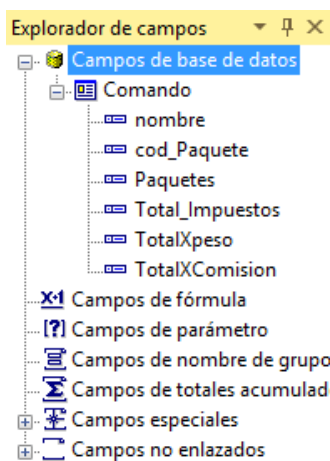 Explorador de campos
Campos de base de datos
Comando
nombre
cod_Paquete
Paquetes
Total_Impuestos
TotalXpeso
TotalXComision
Campos de fórmula
Campos de parámetro
Campos de nombre de grupo
Campos de totales acumulad
Campos especiales
Campos no enlazados